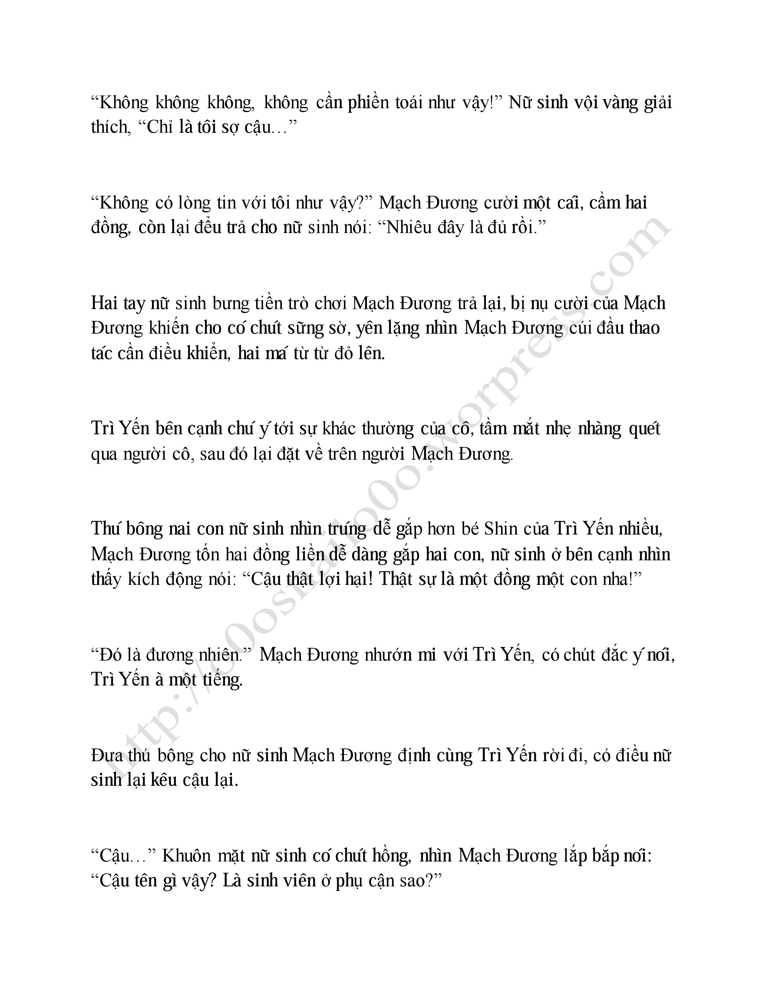 “Không không không, không cần phiền toái như vậy!” Nữ sinh vội vàng giải
thích, “Chỉ là tôi sợ cậu…”
“Không có lòng tin với tôi như vậy?” Mạch Đương cười một cái, cầm hai
đồng, còn lại đểu trả cho nữ sinh nói: “Nhiêu đây là đủ rồi.”
Hai tay nữ sinh bưng tiền trò chơi Mạch Đương trả lại, bị nụ cười của Mạch
Đương khiến cho có chút sững sờ, yên lặng nhìn Mạch Đương cúi đầu thao
tác cần điều khiển, hai má từ từ đỏ lên.
Trì Yến bên cạnh chú ý tới sự khác thường của cô, tầm mắt nhẹ nhàng quét
qua người cô, sau đó lại đặt về trên người Mạch Đương.
Thú bông nai con nữ sinh nhìn trúng dễ gắp hơn bé Shin của Trì Yến nhiều,
Mạch Đương tốn hai đồng liền dễ dàng gắp hai con, nữ sinh ở bên cạnh nhìn
thấy kích động nói: “Cậu thật lợi hại! Thật sự là một đồng một con nha!”
“Đó là đương nhiên.” Mạch Đương nhướn mi với Trì Yến, có chút đắc ý nói,
Trì Yến à một tiếng.
Đưa thú bông cho nữ sinh Mạch Đương định cùng Trì Yến rời đi, có điều nữ
sinh lại kêu cậu lại.
“Cậu…” Khuôn mặt nữ sinh có chút hồng, nhìn Mạch Đương lắp bắp nói:
“Cậu tên gì vậy? Là sinh viên ở phụ cận sao?”
http://o0osnailo0o.worpress.com